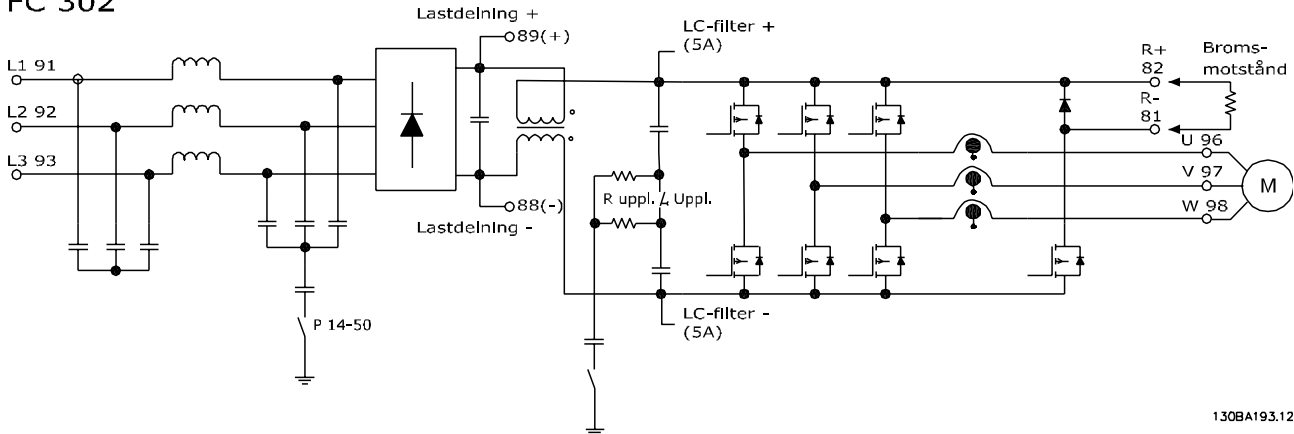 FC 302
Lastdelning +
89(+)
LC-filter +
(5A)
L1 91
L2 92
L3 93
R+
82
Broms-
motstånd
R-
81
U 96
V 97
W 98
M
R uppl.
Uppl.
88(-)
Lastdelning -
LC-filter -
(5A)
P 14-50
130BA193.12